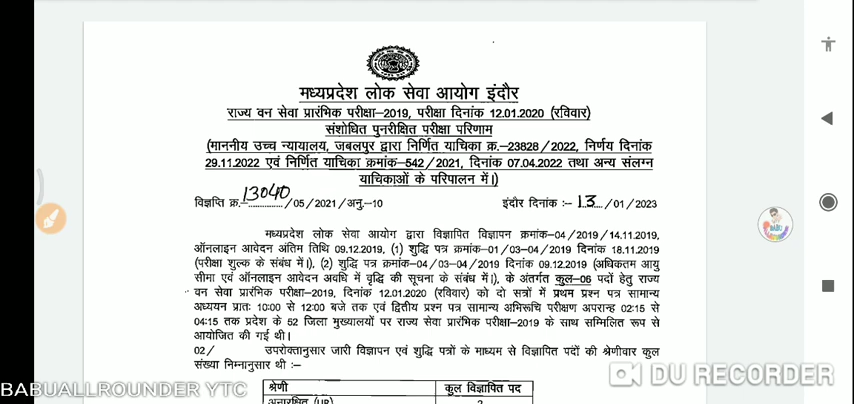 मध्यप्रदेश लोक सेवा आयोग इंदौर
राज्य वन सेवा प्रारंभिक परीक्षा–2019, परीक्षा दिनांक 12.01.2020 (रविवार)
संशोधित पुनरीक्षित परीक्षा परिणाम
(माननीय उच्च न्यायालय, जबलपुर द्वारा निर्णित याचिका क्र.–23828/2022, निर्णय दिनांक
29.11.2022 एवं निर्णित याचिका क्रमांक–542/2021, दिनांक 07.04.2022 तथा अन्य संलग्न
याचिकाओं के परिपालन में।)
विज्ञप्ति क्र.–13040/05/2021/अनु.–10 इंदौर दिनांक :– 13/01/2023
मध्यप्रदेश लोक सेवा आयोग द्वारा विज्ञापित विज्ञापन क्रमांक–04/2019/14.11.2019,
ऑनलाइन आवेदन अंतिम तिथि 09.12.2019, (1) शुद्धि पत्र क्रमांक–01/03–04/2019 दिनांक 18.11.2019
(परीक्षा शुल्क के संबंध में।), (2) शुद्धि पत्र क्रमांक–04/03–04/2019 दिनांक 09.12.2019 (अधिकतम आयु
सीमा एवं ऑनलाइन आवेदन अवधि में वृद्धि की सूचना के संबंध में।), के अंतर्गत कुल–06 पदों हेतु राज्य
वन सेवा प्रारंभिक परीक्षा–2019, दिनांक 12.01.2020 (रविवार) को दो सत्रों में प्रथम प्रश्न पत्र सामान्य
अध्ययन प्रातः 10:00 से 12:00 बजे तक एवं द्वितीय प्रश्न पत्र सामान्य अभिरूचि परीक्षण अपरान्ह 02:15 से
04:15 तक प्रदेश के 52 जिला मुख्यालयों पर राज्य सेवा प्रारंभिक परीक्षा–2019 के साथ सम्मिलित रूप से
आयोजित की गई थी।
02/ उपरोक्तानुसार जारी विज्ञापन एवं शुद्धि पत्रों के माध्यम से विज्ञापित पदों की श्रेणीवार कुल
संख्या निम्नानुसार थी :–
श्रेणी कुल विज्ञापित पद
अनारक्षित (UR)
BABUALLROUNDER YTC
DU RECORDER